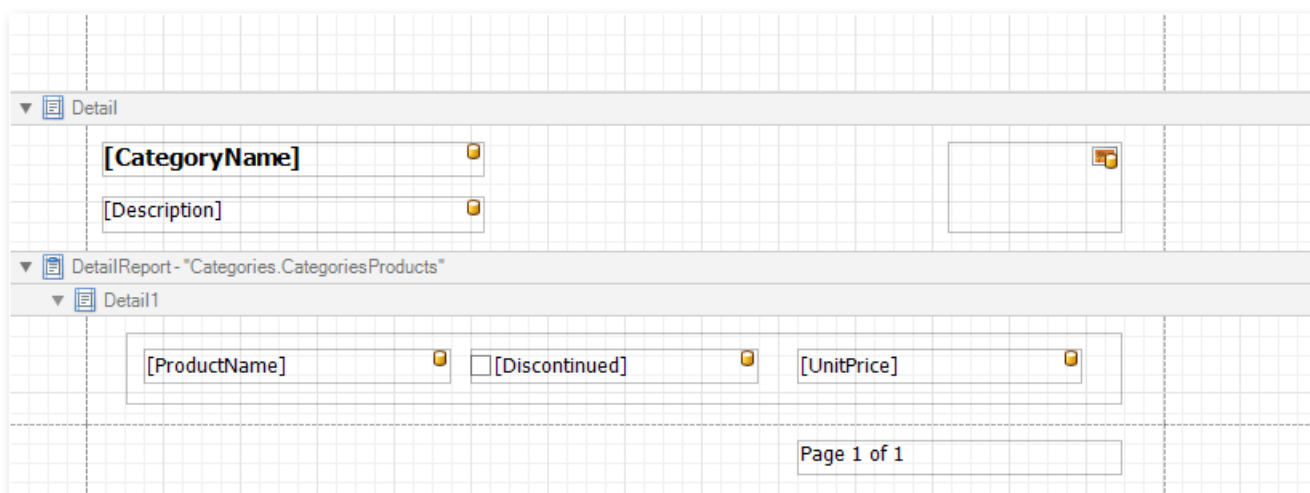 Detail
[CategoryName]
[Description]
DetailReport - "Categories.CategoriesProducts"
Detail1
[ProductName] [Discontinued] [UnitPrice]
Page 1 of 1